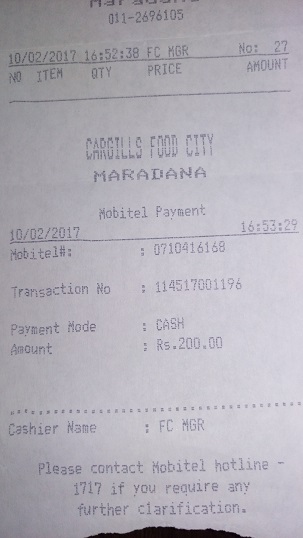 Maradana
011-2696105
10/02/2017 16:52:38 FC MGR No: 27
NO ITEM QTY PRICE AMOUNT
CARGILLS FOOD CITY
MARADANA
Mobitel Payment
10/02/2017 16:53:29
Mobitel#: : 0710416168
Transaction No : 114517001196
Payment Mode : CASH
Amount : Rs.200.00
Cashier Name : FC MGR
Please contact Mobitel hotline -
1717 if you require any
further clarification.